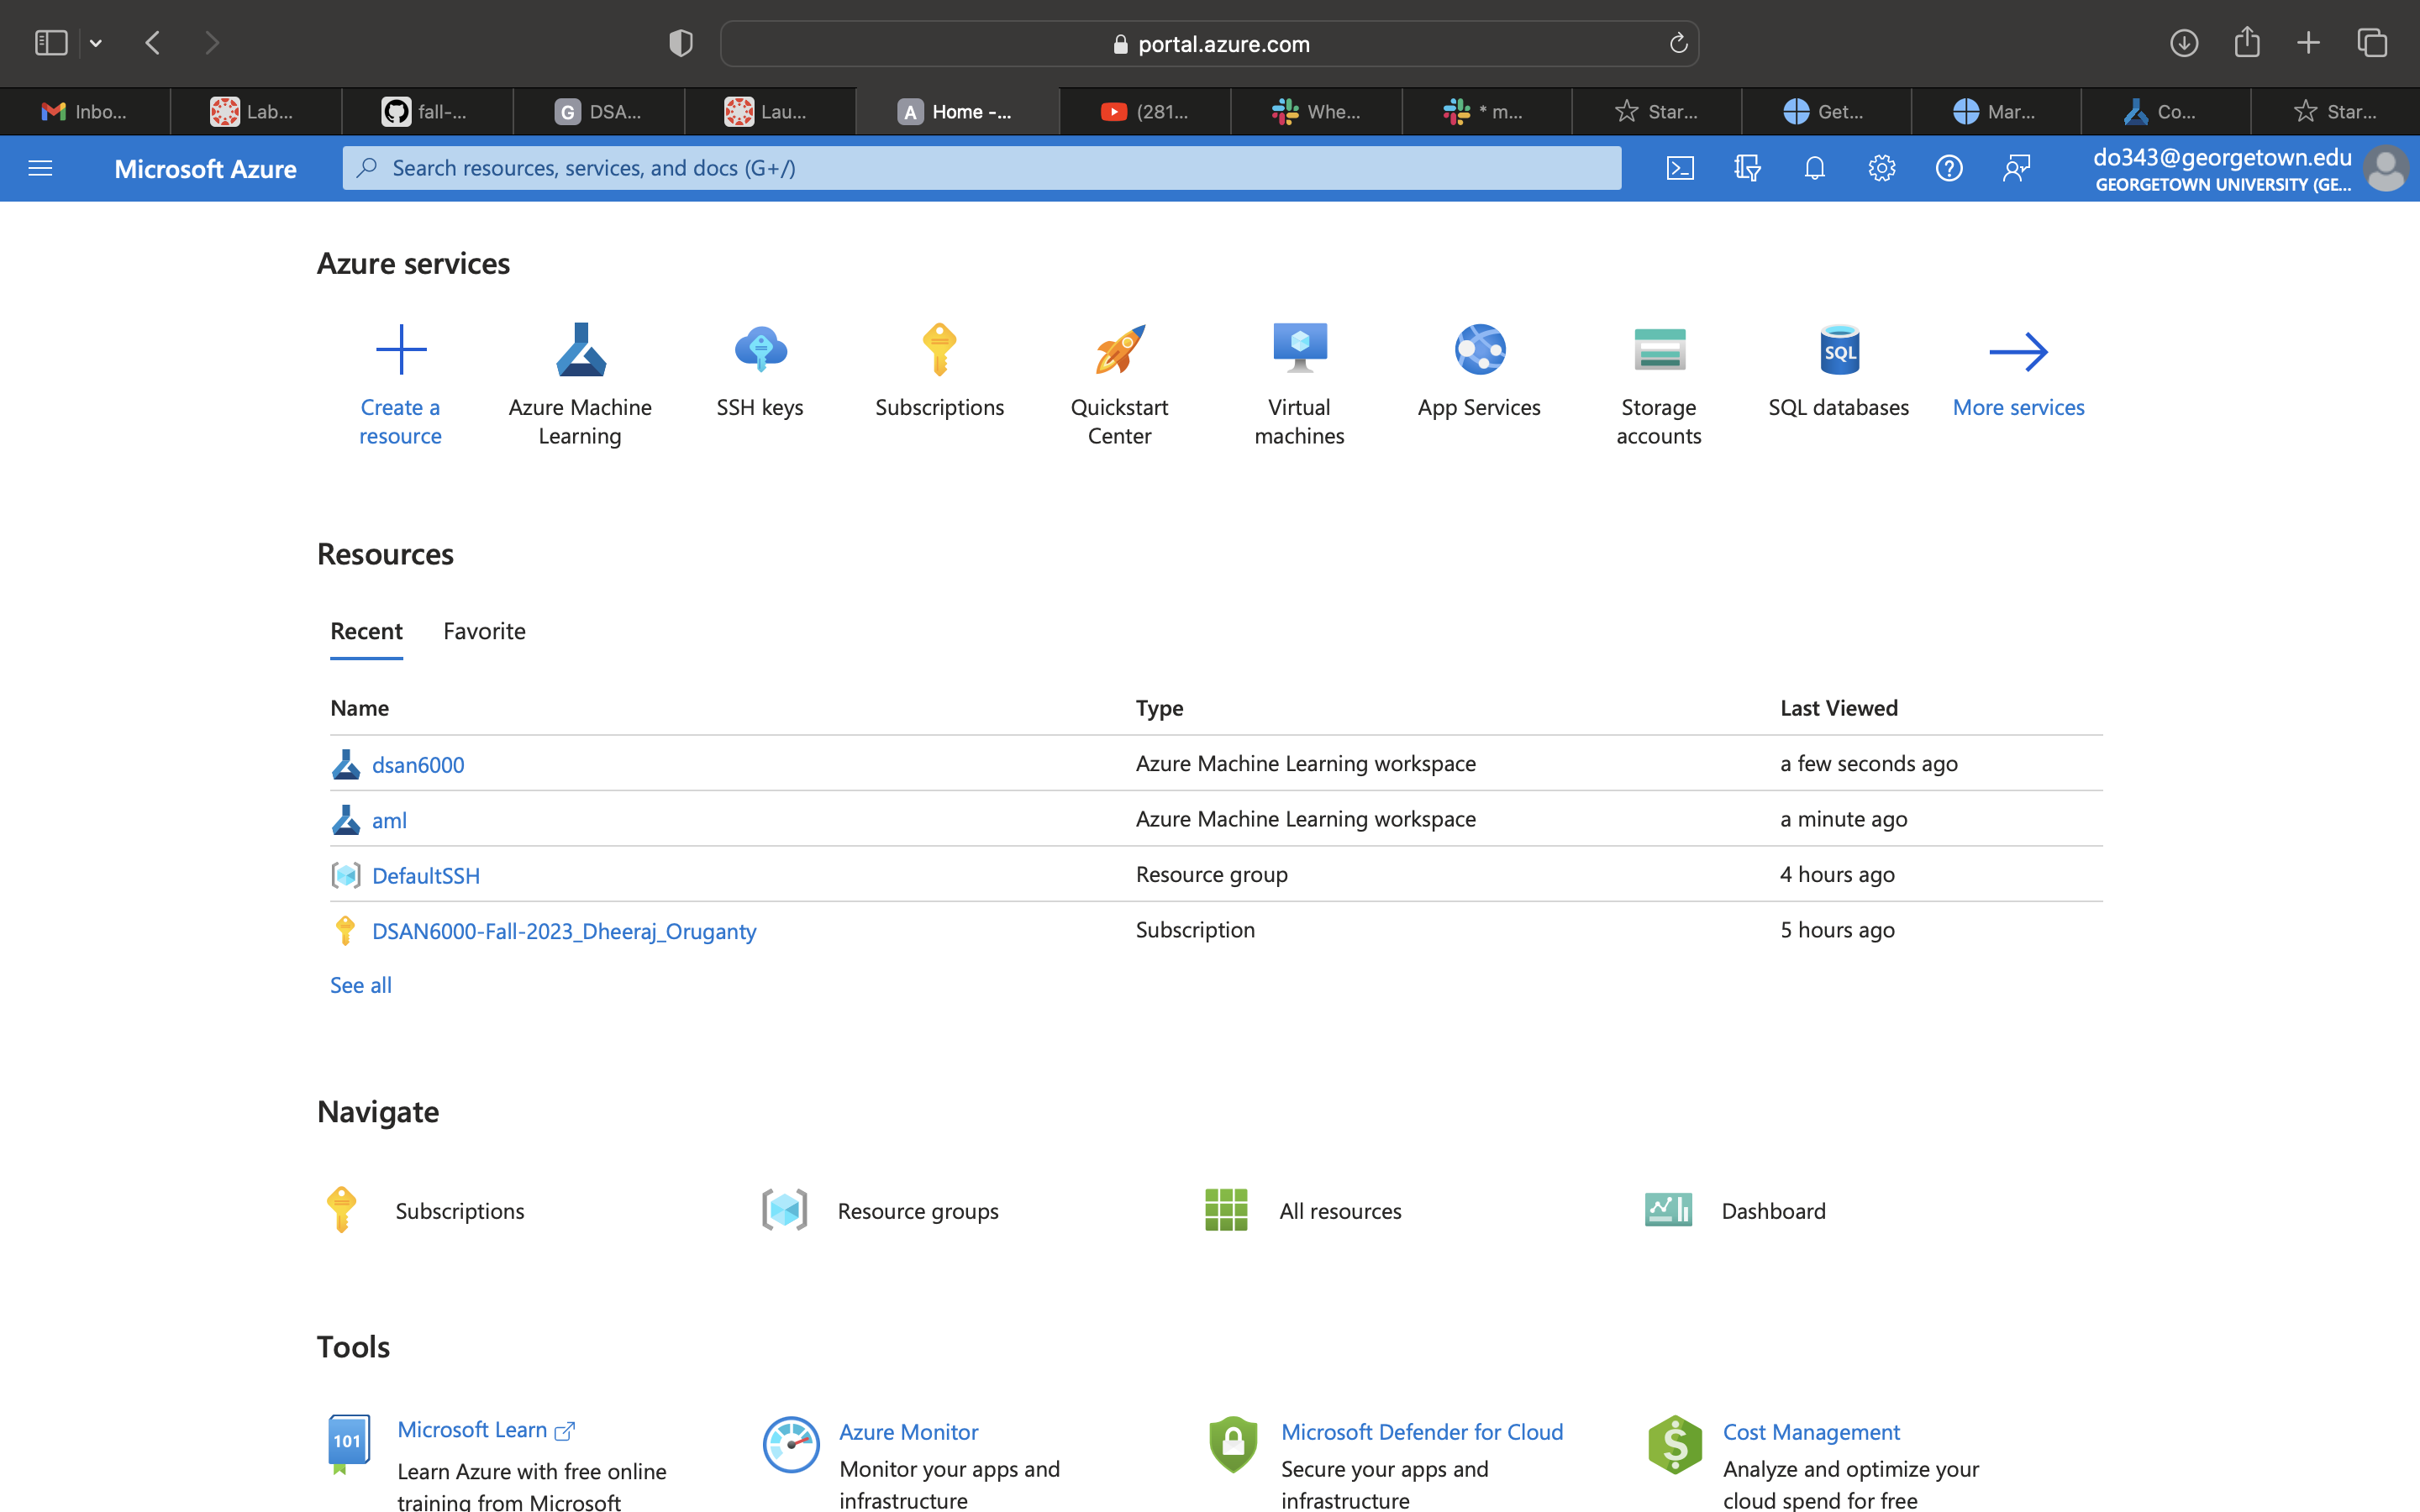 portal.azure.com
Inbo...
Lab...
fall-...
G DSA...
Lau...
A Home -...
(281...
Whe...
* m...
Star...
Get...
Mar...
Co...
Star...
Microsoft Azure
Search resources, services, and docs (G+/)
do343@georgetown.edu
GEORGETOWN UNIVERSITY (GE...
Azure services
Create a
resource
Azure Machine
Learning
SSH keys
Subscriptions
Quickstart
Center
Virtual
machines
App Services
Storage
accounts
SQL
SQL databases
More services
Resources
Recent
Favorite
Name Type Last Viewed
dsan6000 Azure Machine Learning workspace a few seconds ago
aml Azure Machine Learning workspace a minute ago
DefaultSSH Resource group 4 hours ago
DSAN6000-Fall-2023_Dheeraj_Oruganty Subscription 5 hours ago
See all
Navigate
Subscriptions
Resource groups
All resources
Dashboard
Tools
101
Microsoft Learn
Learn Azure with free online
training from Microsoft
Azure Monitor
Monitor your apps and
infrastructure
Microsoft Defender for Cloud
Secure your apps and
infrastructure
Cost Management
Analyze and optimize your
cloud spend for free